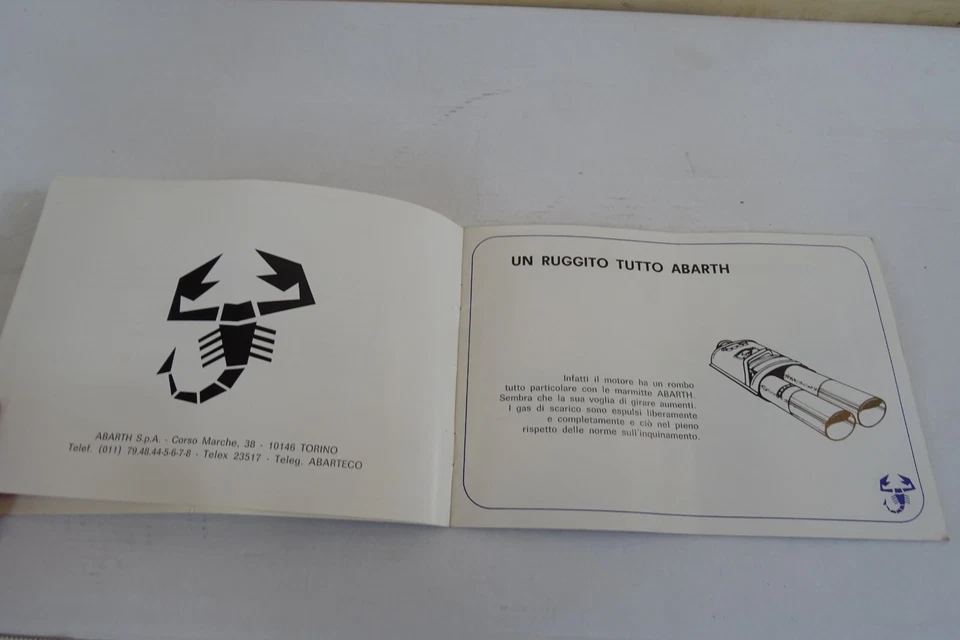 ABARTH S.p.A. - Corso Marche, 38 - 10146 TORINO
Telef. (011) 79.48.44-5-6-7-8 - Telex 23517 - Teleg. ABARTECO
UN RUGGITO TUTTO ABARTH
Infatti il motore ha un rombo
tutto particolare con le marmitte ABARTH.
Sembra che la sua voglia di girare aumenti.
I gas di scarico sono espulsi liberamente
e completamente e ciò nel pieno
rispetto delle norme sull'inquinamento.